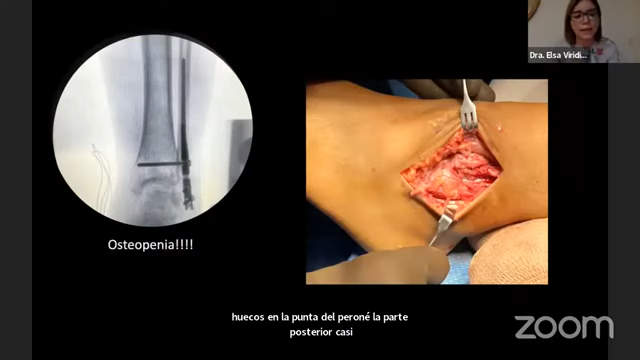 Dra. Elsa Viridi...
Osteopenia!!!!
huecos en la punta del peroné la parte
posterior casi
zoom